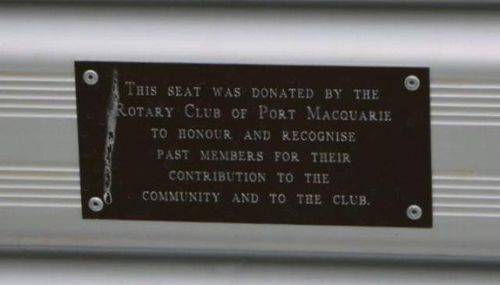 THIS SEAT WAS DONATED BY THE
ROTARY CLUB OF PORT MACQUARIE
TO HONOUR AND RECOGNISE
PAST MEMBERS FOR THEIR
CONTRIBUTION TO THE
COMMUNITY AND TO THE CLUB.